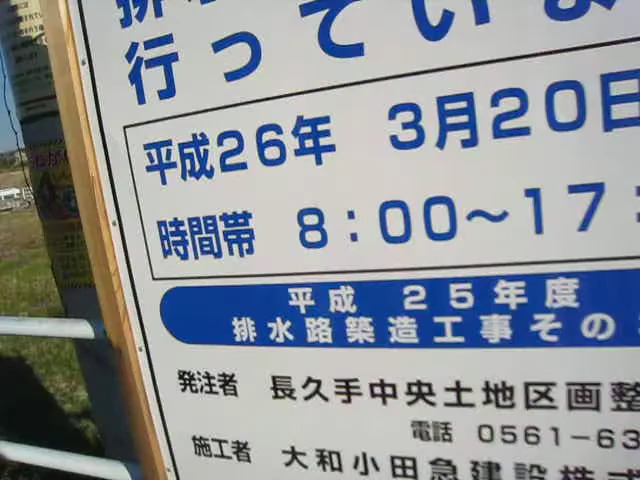 排水
行っていま
平成26年 3月20日
時間帯 8:00~17:
平成 25年度
排水路築造工事その
発注者 長久手中央土地区画整
電話 0561-63
施工者 大和小田急建設株式